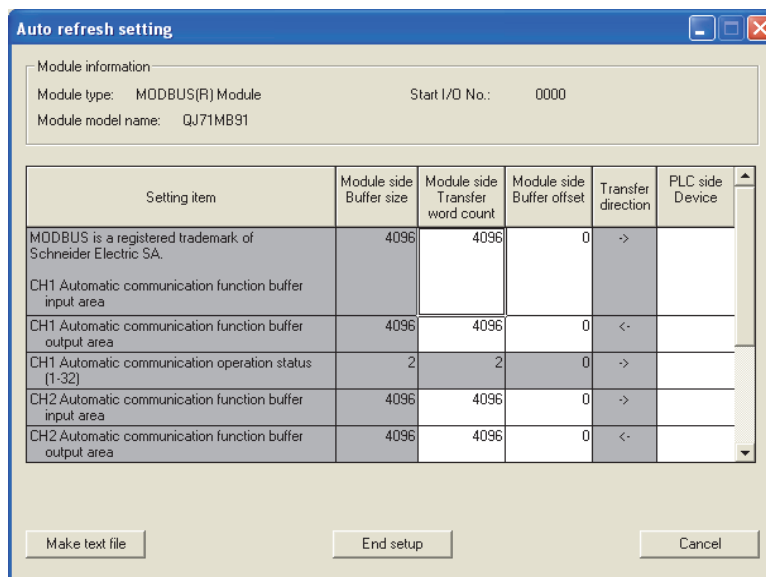 Auto refresh setting
Module information
Module type: MODBUS(R) Module Start I/O No.: 0000
Module model name: QJ71MB91
Setting item Module side Buffer size Module side Transfer word count Module side Buffer offset Transfer direction PLC side Device
MODBUS is a registered trademark of 4096 4096 0 ->
Schneider Electric SA.
CH1 Automatic communication function buffer
input area
CH1 Automatic communication function buffer 4096 4096 0 <-
output area
CH1 Automatic communication operation status 2 2 0 ->
(1-32)
CH2 Automatic communication function buffer 4096 4096 0 ->
input area
CH2 Automatic communication function buffer 4096 4096 0 <-
output area
Make text file End setup Cancel